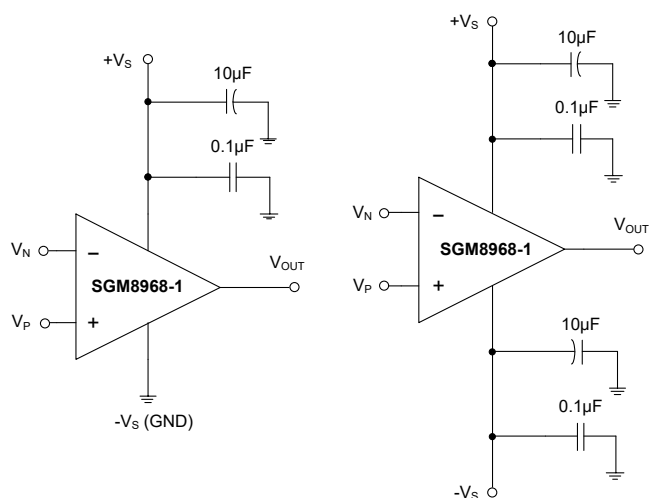 +VS
10µF
0.1µF
VN
VP
−
+
SGM8968-1
VOUT
-VS (GND)
+VS
10µF
0.1µF
VN
VP
−
+
SGM8968-1
VOUT
10µF
0.1µF
-VS